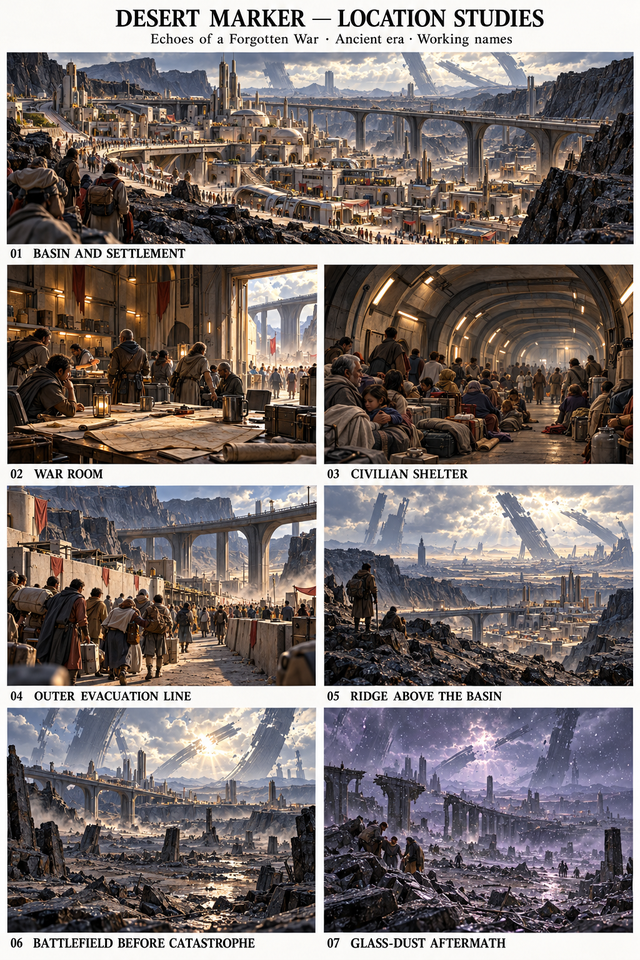 DESERT MARKER — LOCATION STUDIES
Echoes of a Forgotten War · Ancient era · Working names
01 BASIN AND SETTLEMENT
02 WAR ROOM
03 CIVILIAN SHELTER
04 OUTER EVACUATION LINE
05 RIDGE ABOVE THE BASIN
06 BATTLEFIELD BEFORE CATASTROPHE
07 GLASS-DUST AFTERMATH